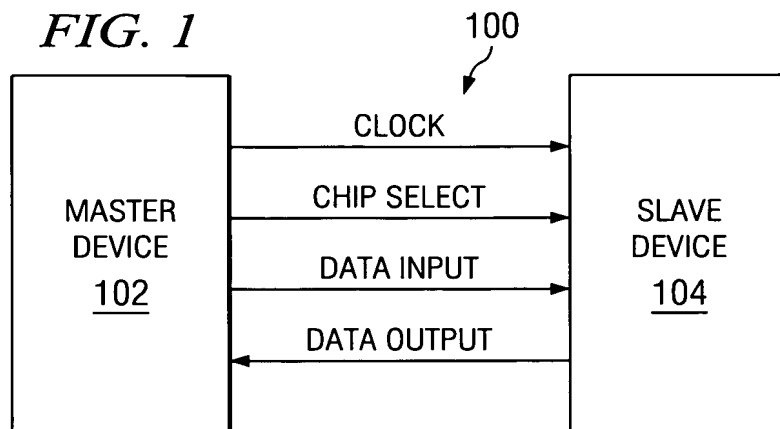 FIG. 1
100
CLOCK
CHIP SELECT
DATA INPUT
DATA OUTPUT
MASTER
DEVICE
102
SLAVE
DEVICE
104